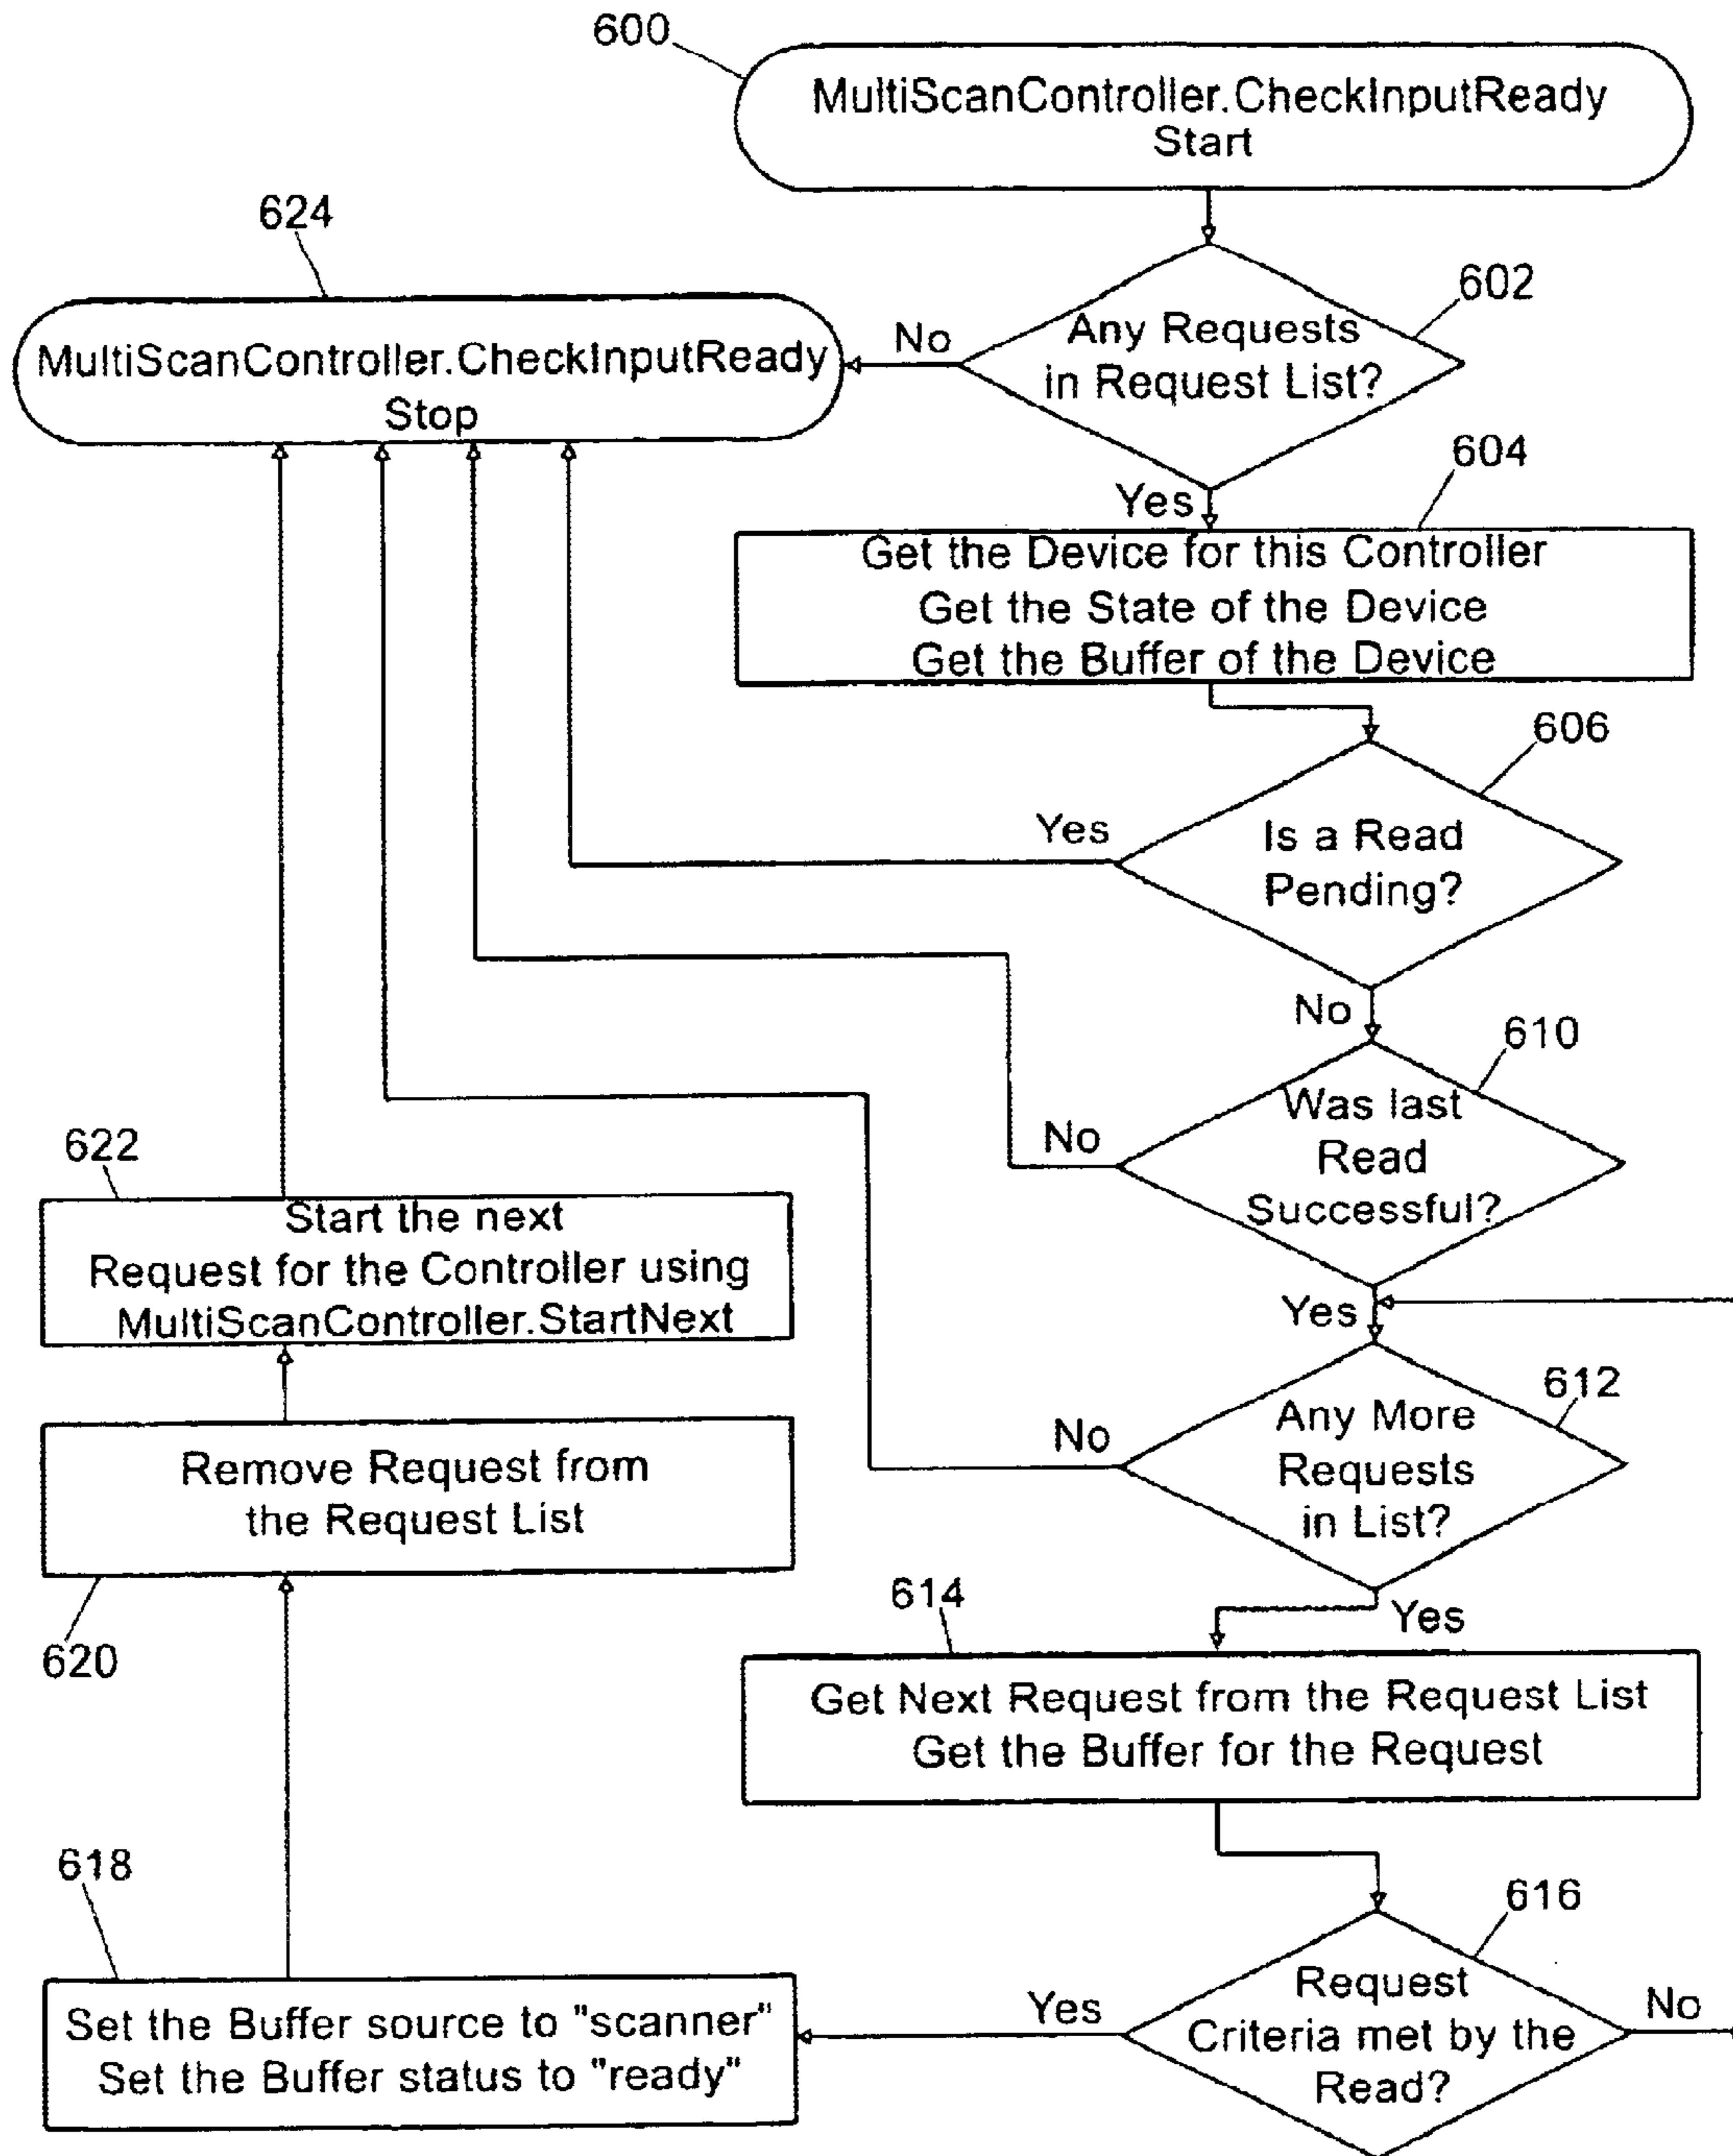 600
MultiScanController.CheckInputReady
Start
624
MultiScanController.CheckInputReady
Stop
602
Any Requests
in Request List?
No
Yes
604
Get the Device for this Controller
Get the State of the Device
Get the Buffer of the Device
606
Is a Read
Pending?
Yes
No
610
Was last
Read
Successful?
No
Yes
612
Any More
Requests
in List?
No
Yes
614
Get Next Request from the Request List
Get the Buffer for the Request
616
Request
Criteria met by the
Read?
No
Yes
618
Set the Buffer source to "scanner"
Set the Buffer status to "ready"
620
Remove Request from
the Request List
622
Start the next
Request for the Controller using
MultiScanController.StartNext